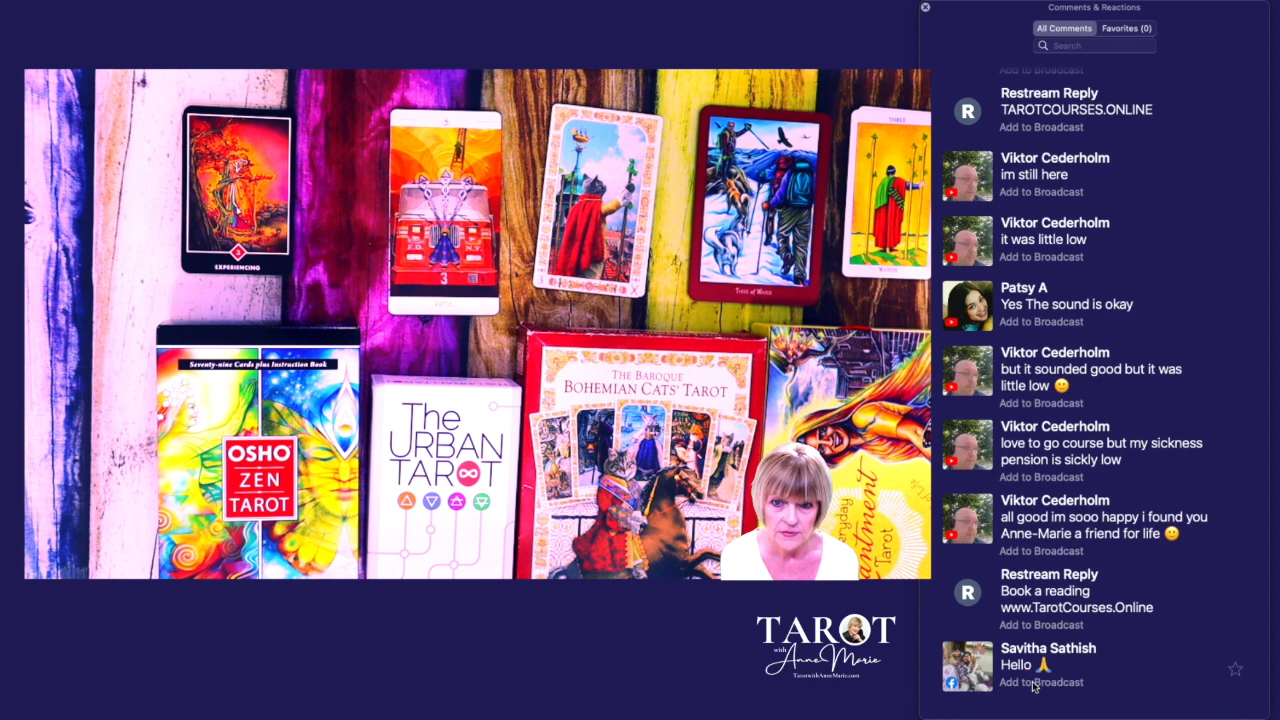 Comments & Reactions
All Comments
Favorites (0)
Search
Add to Broadcast
R
Restream Reply
TAROTCOURSES.ONLINE
Add to Broadcast
Viktor Cederholm
im still here
Add to Broadcast
Viktor Cederholm
it was little low
Add to Broadcast
Patsy A
Yes The sound is okay
Add to Broadcast
Viktor Cederholm
but it sounded good but it was
little low 🙂
Add to Broadcast
Viktor Cederholm
love to go course but my sickness
pension is sickly low
Add to Broadcast
Viktor Cederholm
all good im sooo happy i found you
Anne-Marie a friend for life 🙂
Add to Broadcast
R
Restream Reply
Book a reading
www.TarotCourses.Online
Add to Broadcast
Savitha Sathish
Hello 🙏
Add to Broadcast
3
EXPERIENCING
F.D.
N.Y.
3
Three of Wands
THREE
WANDS
Seventy-nine Cards plus Instruction Book
OSHO
ZEN
TAROT
The
URBAN
TAROT
THE BAROQUE
BOHEMIAN CATS' TAROT
Tarot
TAROT
with
Anne Marie
TarotwithAnneMarie.com